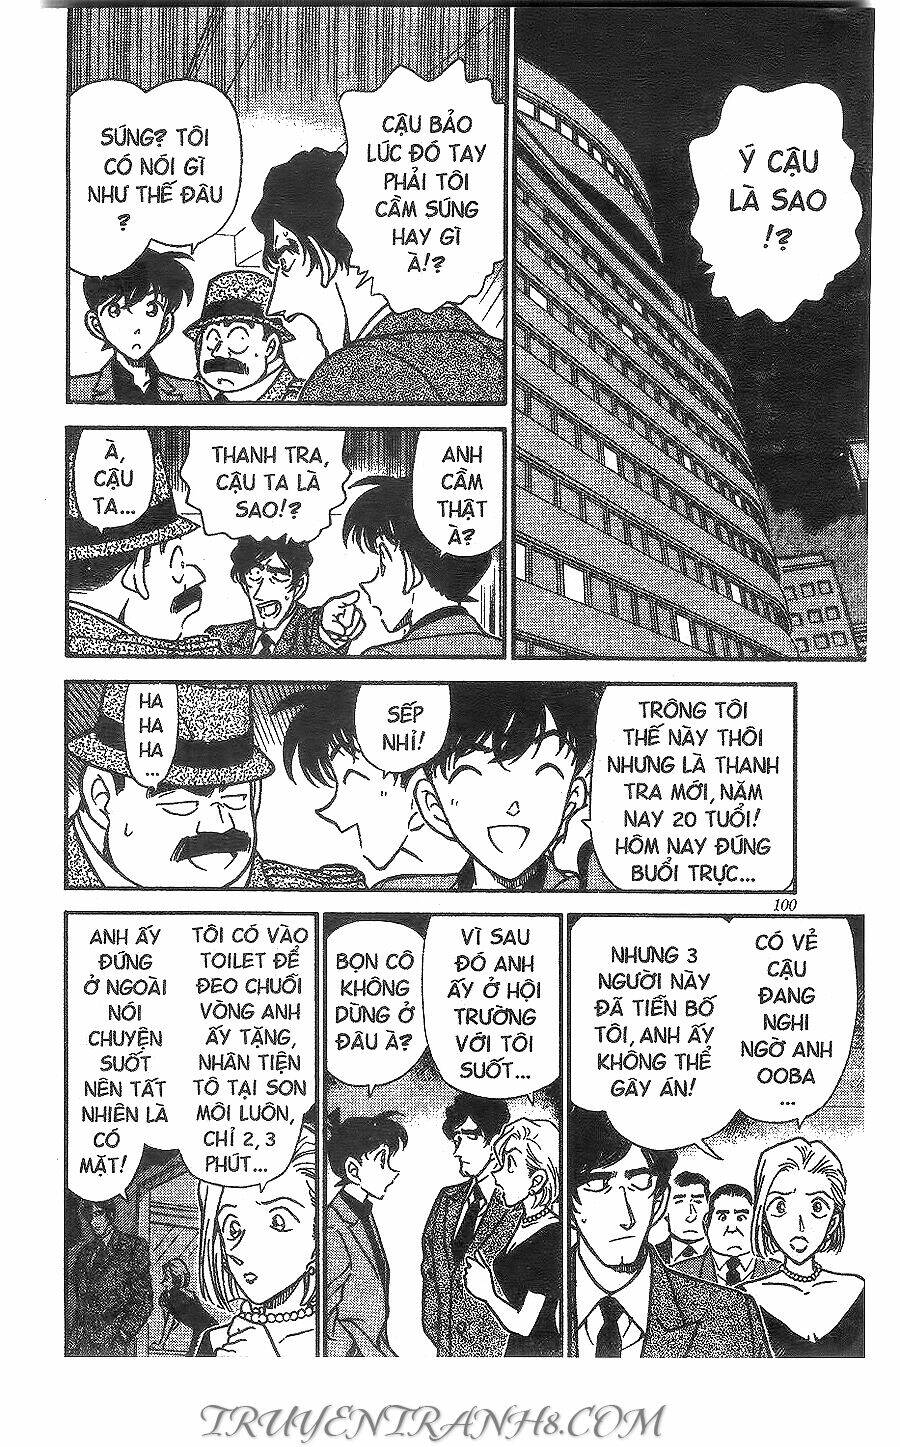 Ý CẬU
LÀ SAO
!?
CẬU BẢO
LÚC ĐÓ TAY
PHẢI TÔI
CẦM SÚNG
HAY GÌ
À!?
SÚNG? TÔI
CÓ NÓI GÌ
NHƯ THẾ ĐÂU
?
ANH
CẦM
THẬT
À?
THANH TRA,
CẬU TA LÀ
SAO!?
À,
CẬU
TA...
TRÔNG TÔI
THẾ NÀY THÔI
NHƯNG LÀ THANH
TRA MỚI, NĂM
NAY 20 TUỔI!
HÔM NAY ĐÚNG
BUỔI TRỰC...
SẾP
NHỈ!
HA
HA
HA
...
100
CÓ VẺ
CẬU
ĐANG
NGHI
NGỜ ANH
OOBA
...
NHƯNG 3
NGƯỜI NÀY
ĐÃ TIẾN BỐ
TÔI, ANH ẤY
KHÔNG THỂ
GÂY ÁN!
VÌ SAU
ĐÓ ANH
ẤY Ở HỘI
TRƯỜNG
VỚI TÔI
SUỐT...
BỌN CÔ
KHÔNG
DỪNG Ở
ĐÂU À?
TÔI CÓ VÀO
TOILET ĐỂ
ĐEO CHUỖI
VÒNG ANH
ẤY TẶNG,
NHÂN TIỆN
TÔ TẠI SON
MÔI LUÔN,
CHỈ 2, 3
PHÚT...
ANH ẤY
ĐỨNG
Ở NGOÀI
NÓI
CHUYỆN
SUỐT
NÊN TẤT
NHIÊN LÀ
CÓ
MẶT!
TRUYENTRANH8.COM